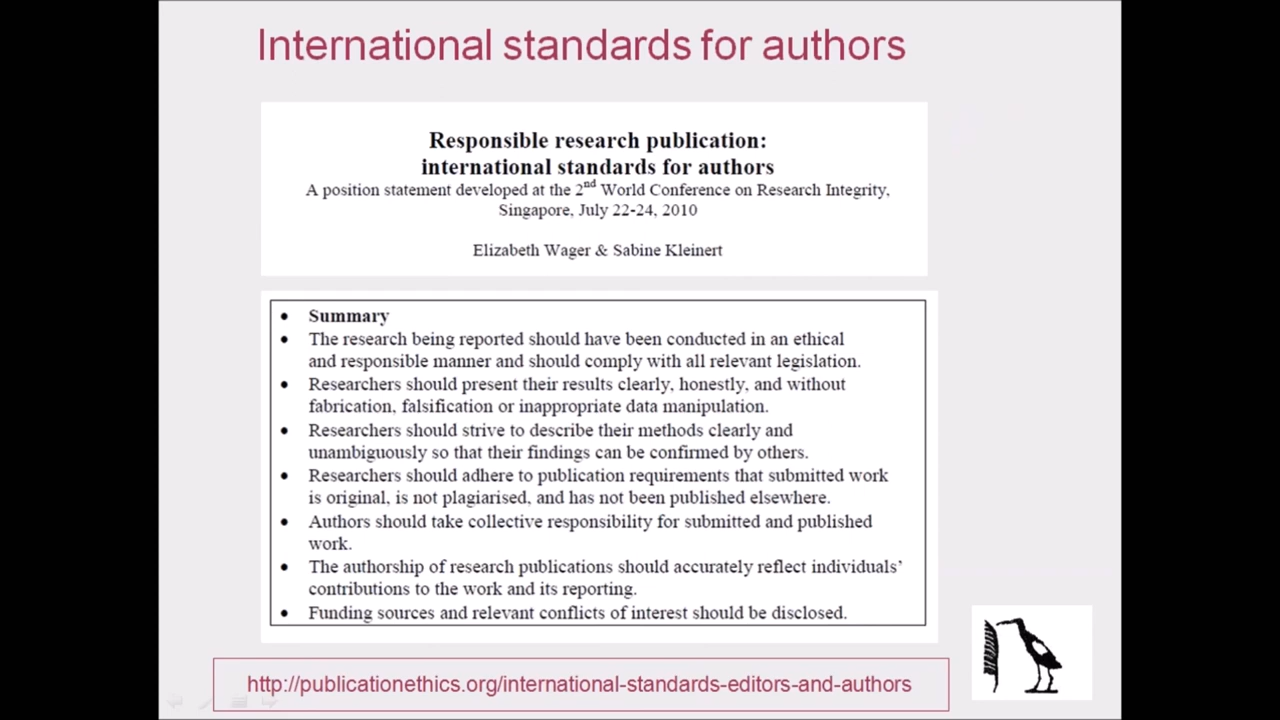 International standards for authors
Responsible research publication:
international standards for authors
A position statement developed at the 2nd World Conference on Research Integrity,
Singapore, July 22-24, 2010
Elizabeth Wager & Sabine Kleinert
• Summary
• The research being reported should have been conducted in an ethical
and responsible manner and should comply with all relevant legislation.
• Researchers should present their results clearly, honestly, and without
fabrication, falsification or inappropriate data manipulation.
• Researchers should strive to describe their methods clearly and
unambiguously so that their findings can be confirmed by others.
• Researchers should adhere to publication requirements that submitted work
is original, is not plagiarised, and has not been published elsewhere.
• Authors should take collective responsibility for submitted and published
work.
• The authorship of research publications should accurately reflect individuals’
contributions to the work and its reporting.
• Funding sources and relevant conflicts of interest should be disclosed.
http://publicationethics.org/international-standards-editors-and-authors